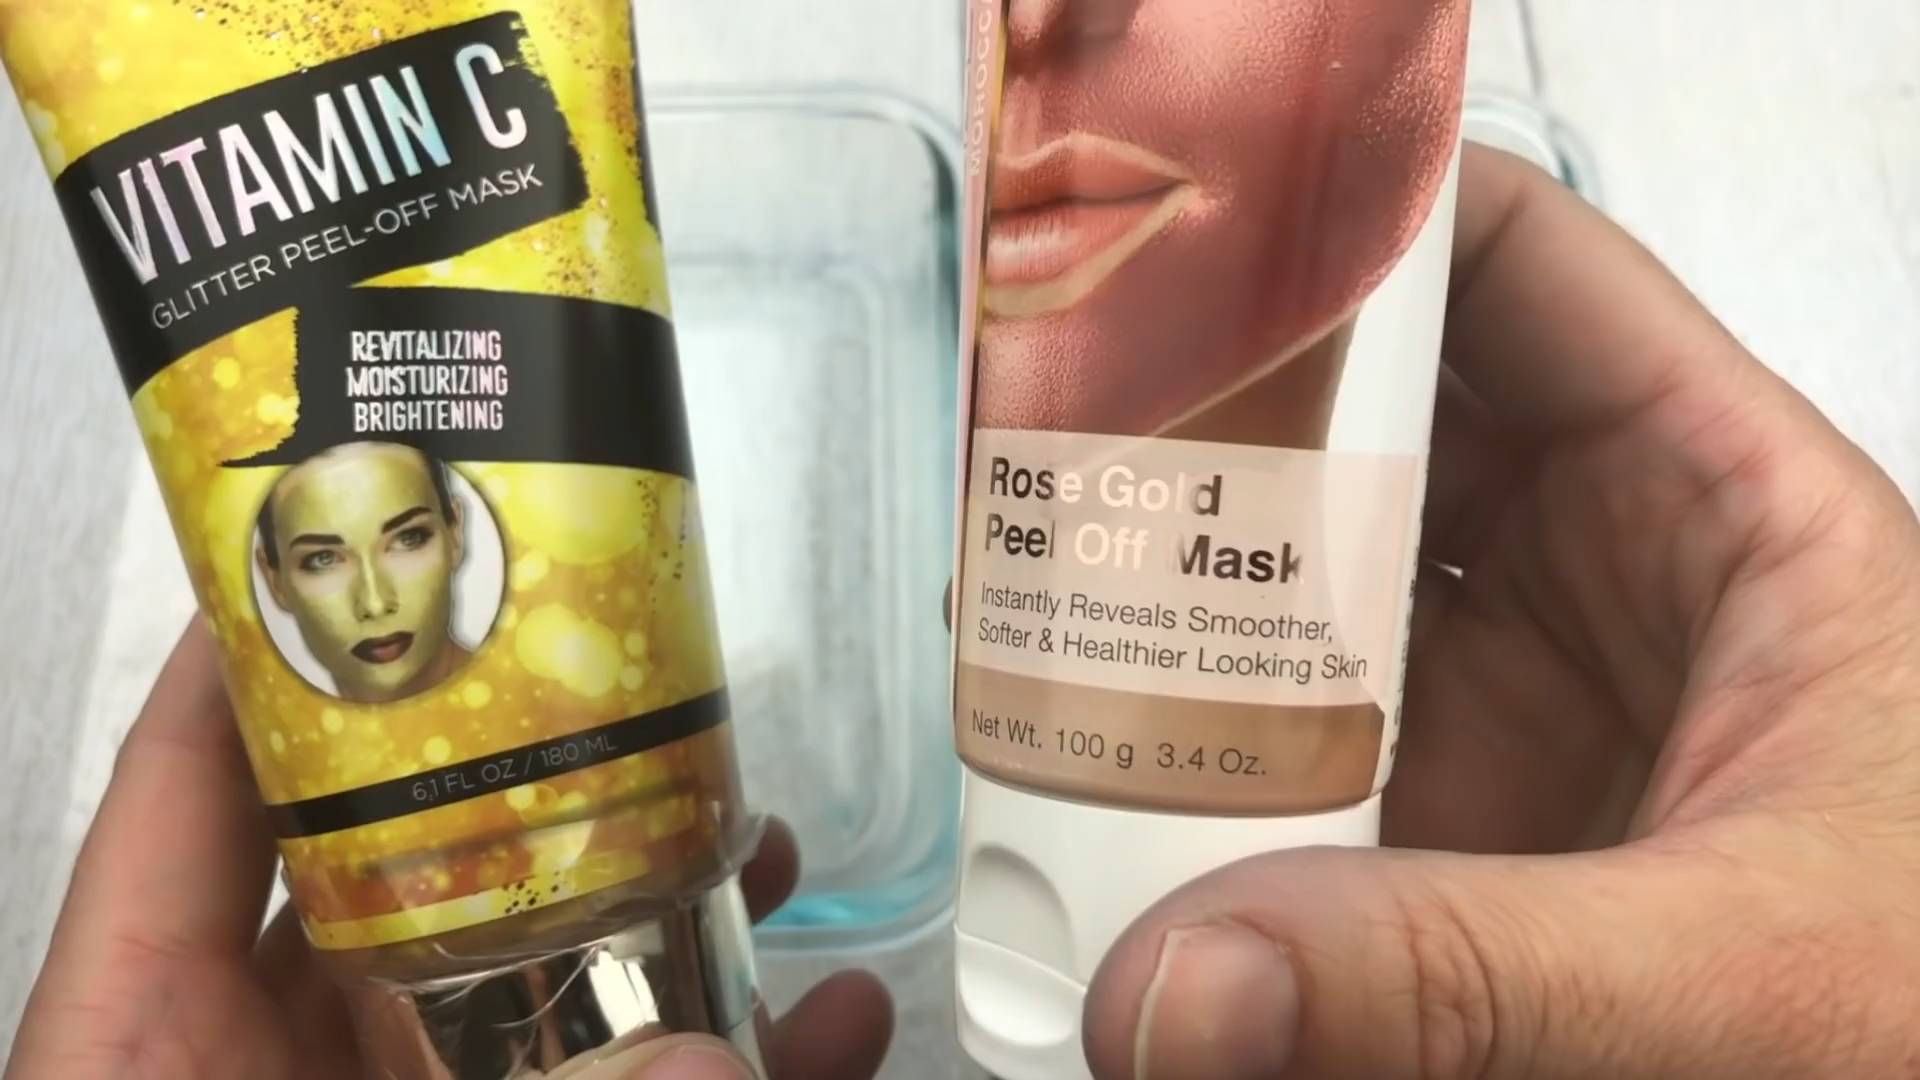 VITAMIN C
GLITTER PEEL-OFF MASK
REVITALIZING
MOISTURIZING
BRIGHTENING
6,1 FL OZ / 180 ML
Rose Gold
Peel Off Mask
Instantly Reveals Smoother,
Softer & Healthier Looking Skin
Net Wt. 100 g 3.4 Oz.